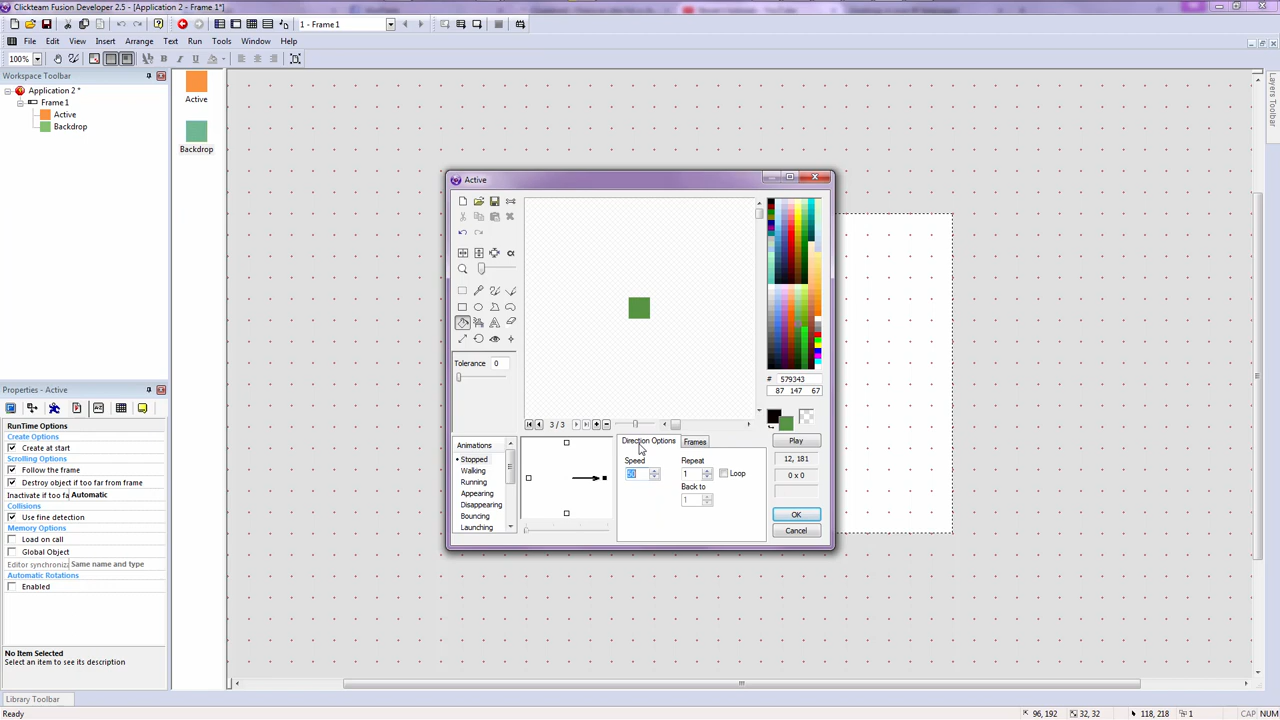 Clickteam Fusion Developer 2.5 - [Application 2 - Frame 1*]
1 - Frame 1
File Edit View Insert Arrange Text Run Tools Window Help
100%
Workspace Toolbar
Application 2 *
Frame 1
Active
Backdrop
Active
Backdrop
Layers Toolbar
Active
Tolerance 0
# 579343
87 147 67
3 / 3
Animations
Stopped
Walking
Running
Appearing
Disappearing
Bouncing
Launching
Direction Options Frames
Speed Repeat
50 1 Loop
Back to
1
Play
12, 181
0 x 0
OK
Cancel
Properties - Active
RunTime Options
Create Options
Create at start
Scrolling Options
Follow the frame
Destroy object if too far from frame
Inactivate if too fa Automatic
Collisions
Use fine detection
Memory Options
Load on call
Global Object
Editor synchroniz Same name and type
Automatic Rotations
Enabled
No Item Selected
Select an item to see its description
Library Toolbar
Ready
96, 192 32, 32 118, 218 1 CAP NUM